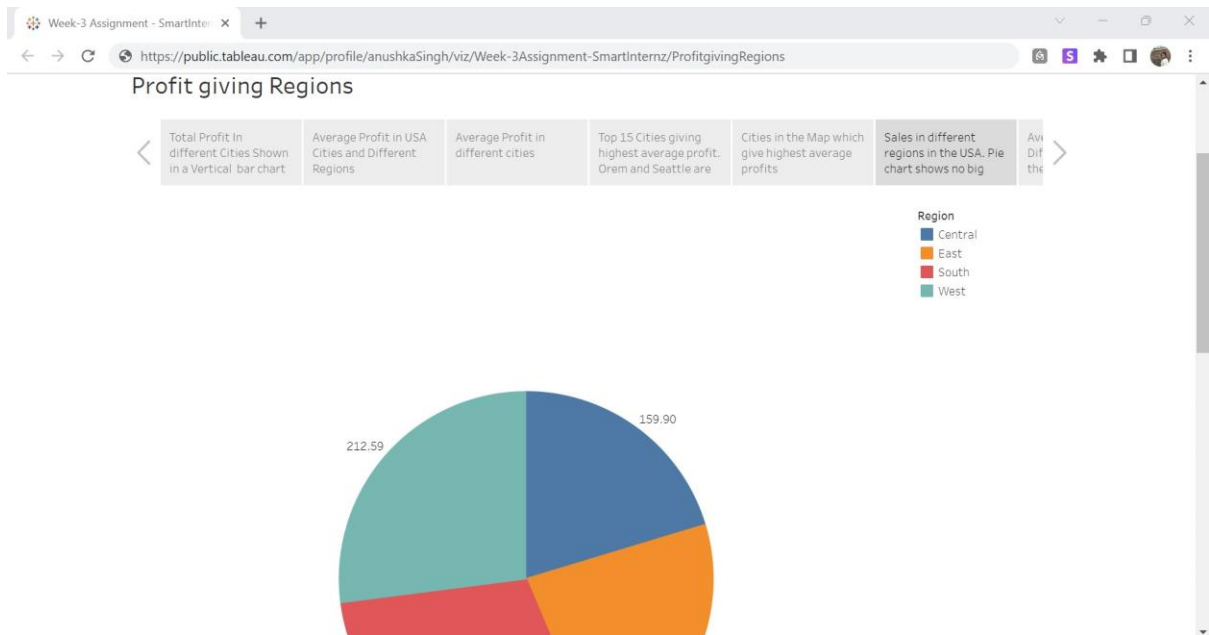 Week-3 Assignment - SmartInter
https://public.tableau.com/app/profile/anushkaSingh/viz/Week-3Assignment-SmartInternz/ProfitgivingRegions
S
Profit giving Regions
Total Profit In
different Cities Shown
in a Vertical bar chart
Average Profit in USA
Cities and Different
Regions
Average Profit in
different cities
Top 15 Cities giving
highest average profit.
Orem and Seattle are
Cities in the Map which
give highest average
profits
Sales in different
regions in the USA. Pie
chart shows no big
Dif
the
Region
Central
East
South
West
159.90
212.59